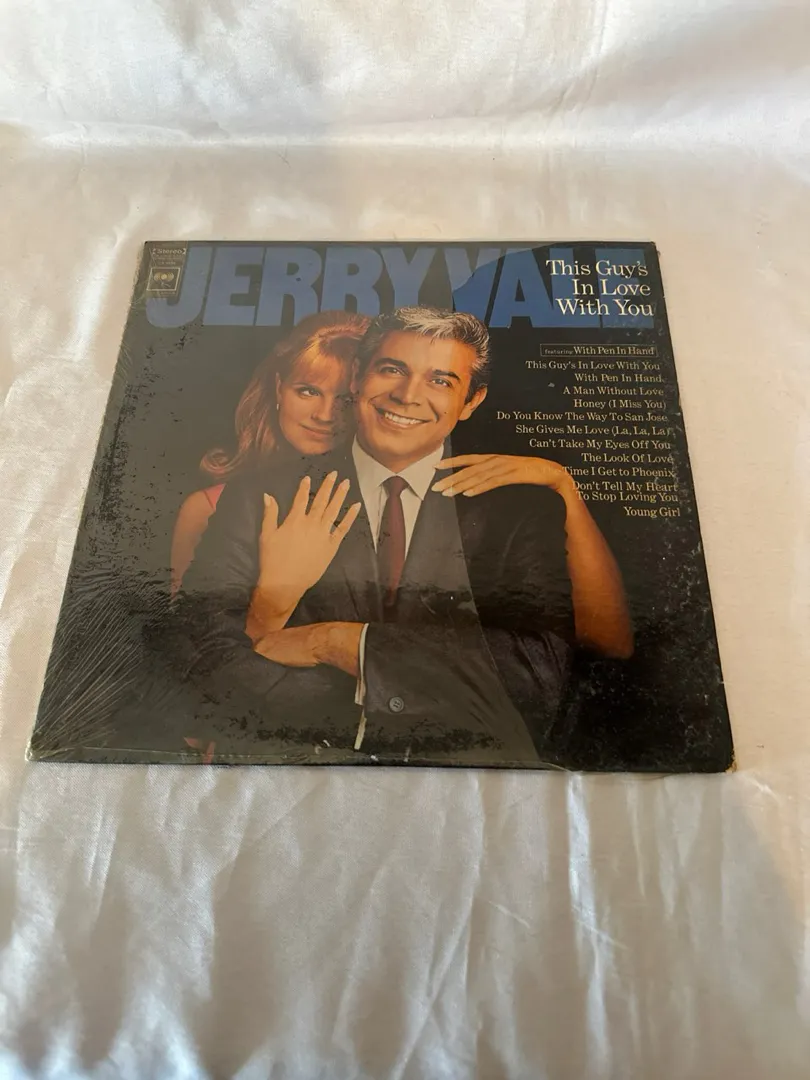 Stereo
JERRY VALE
This Guy's
In Love
With You
featuring With Pen In Hand
This Guy's In Love With You
With Pen In Hand
A Man Without Love
Honey (I Miss You)
Do You Know The Way To San Jose
She Gives Me Love (La, La, La)
Can't Take My Eyes Off You
The Look Of Love
Time I Get to Phoenix
Don't Tell My Heart
To Stop Loving You
Young Girl